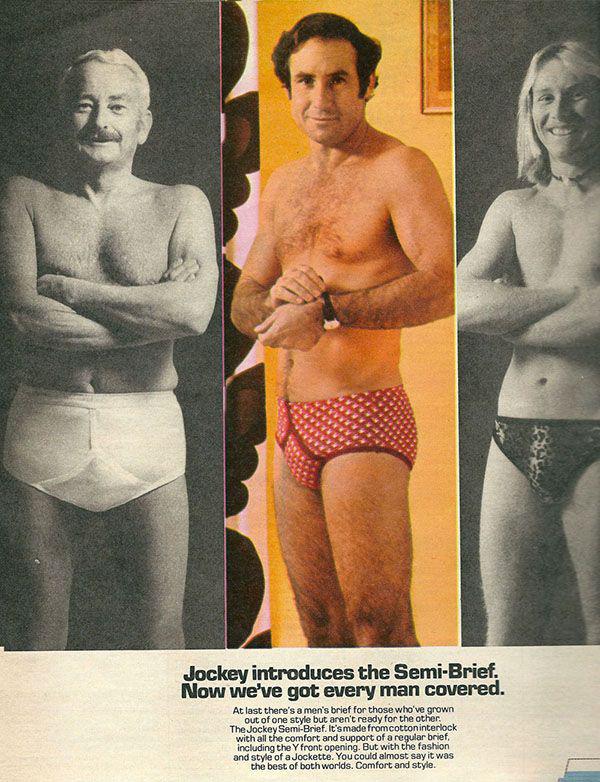 Jockey introduces the Semi-Brief.
Now we've got every man covered.
At last there's a men's brief for those who've grown
out of one style but aren't ready for the other.
The Jockey Semi-Brief. It's made from cotton interlock
with all the comfort and support of a regular brief,
including the Y front opening. But with the fashion
and style of a Jockette. You could almost say it was
the best of both worlds. Comfort and style.